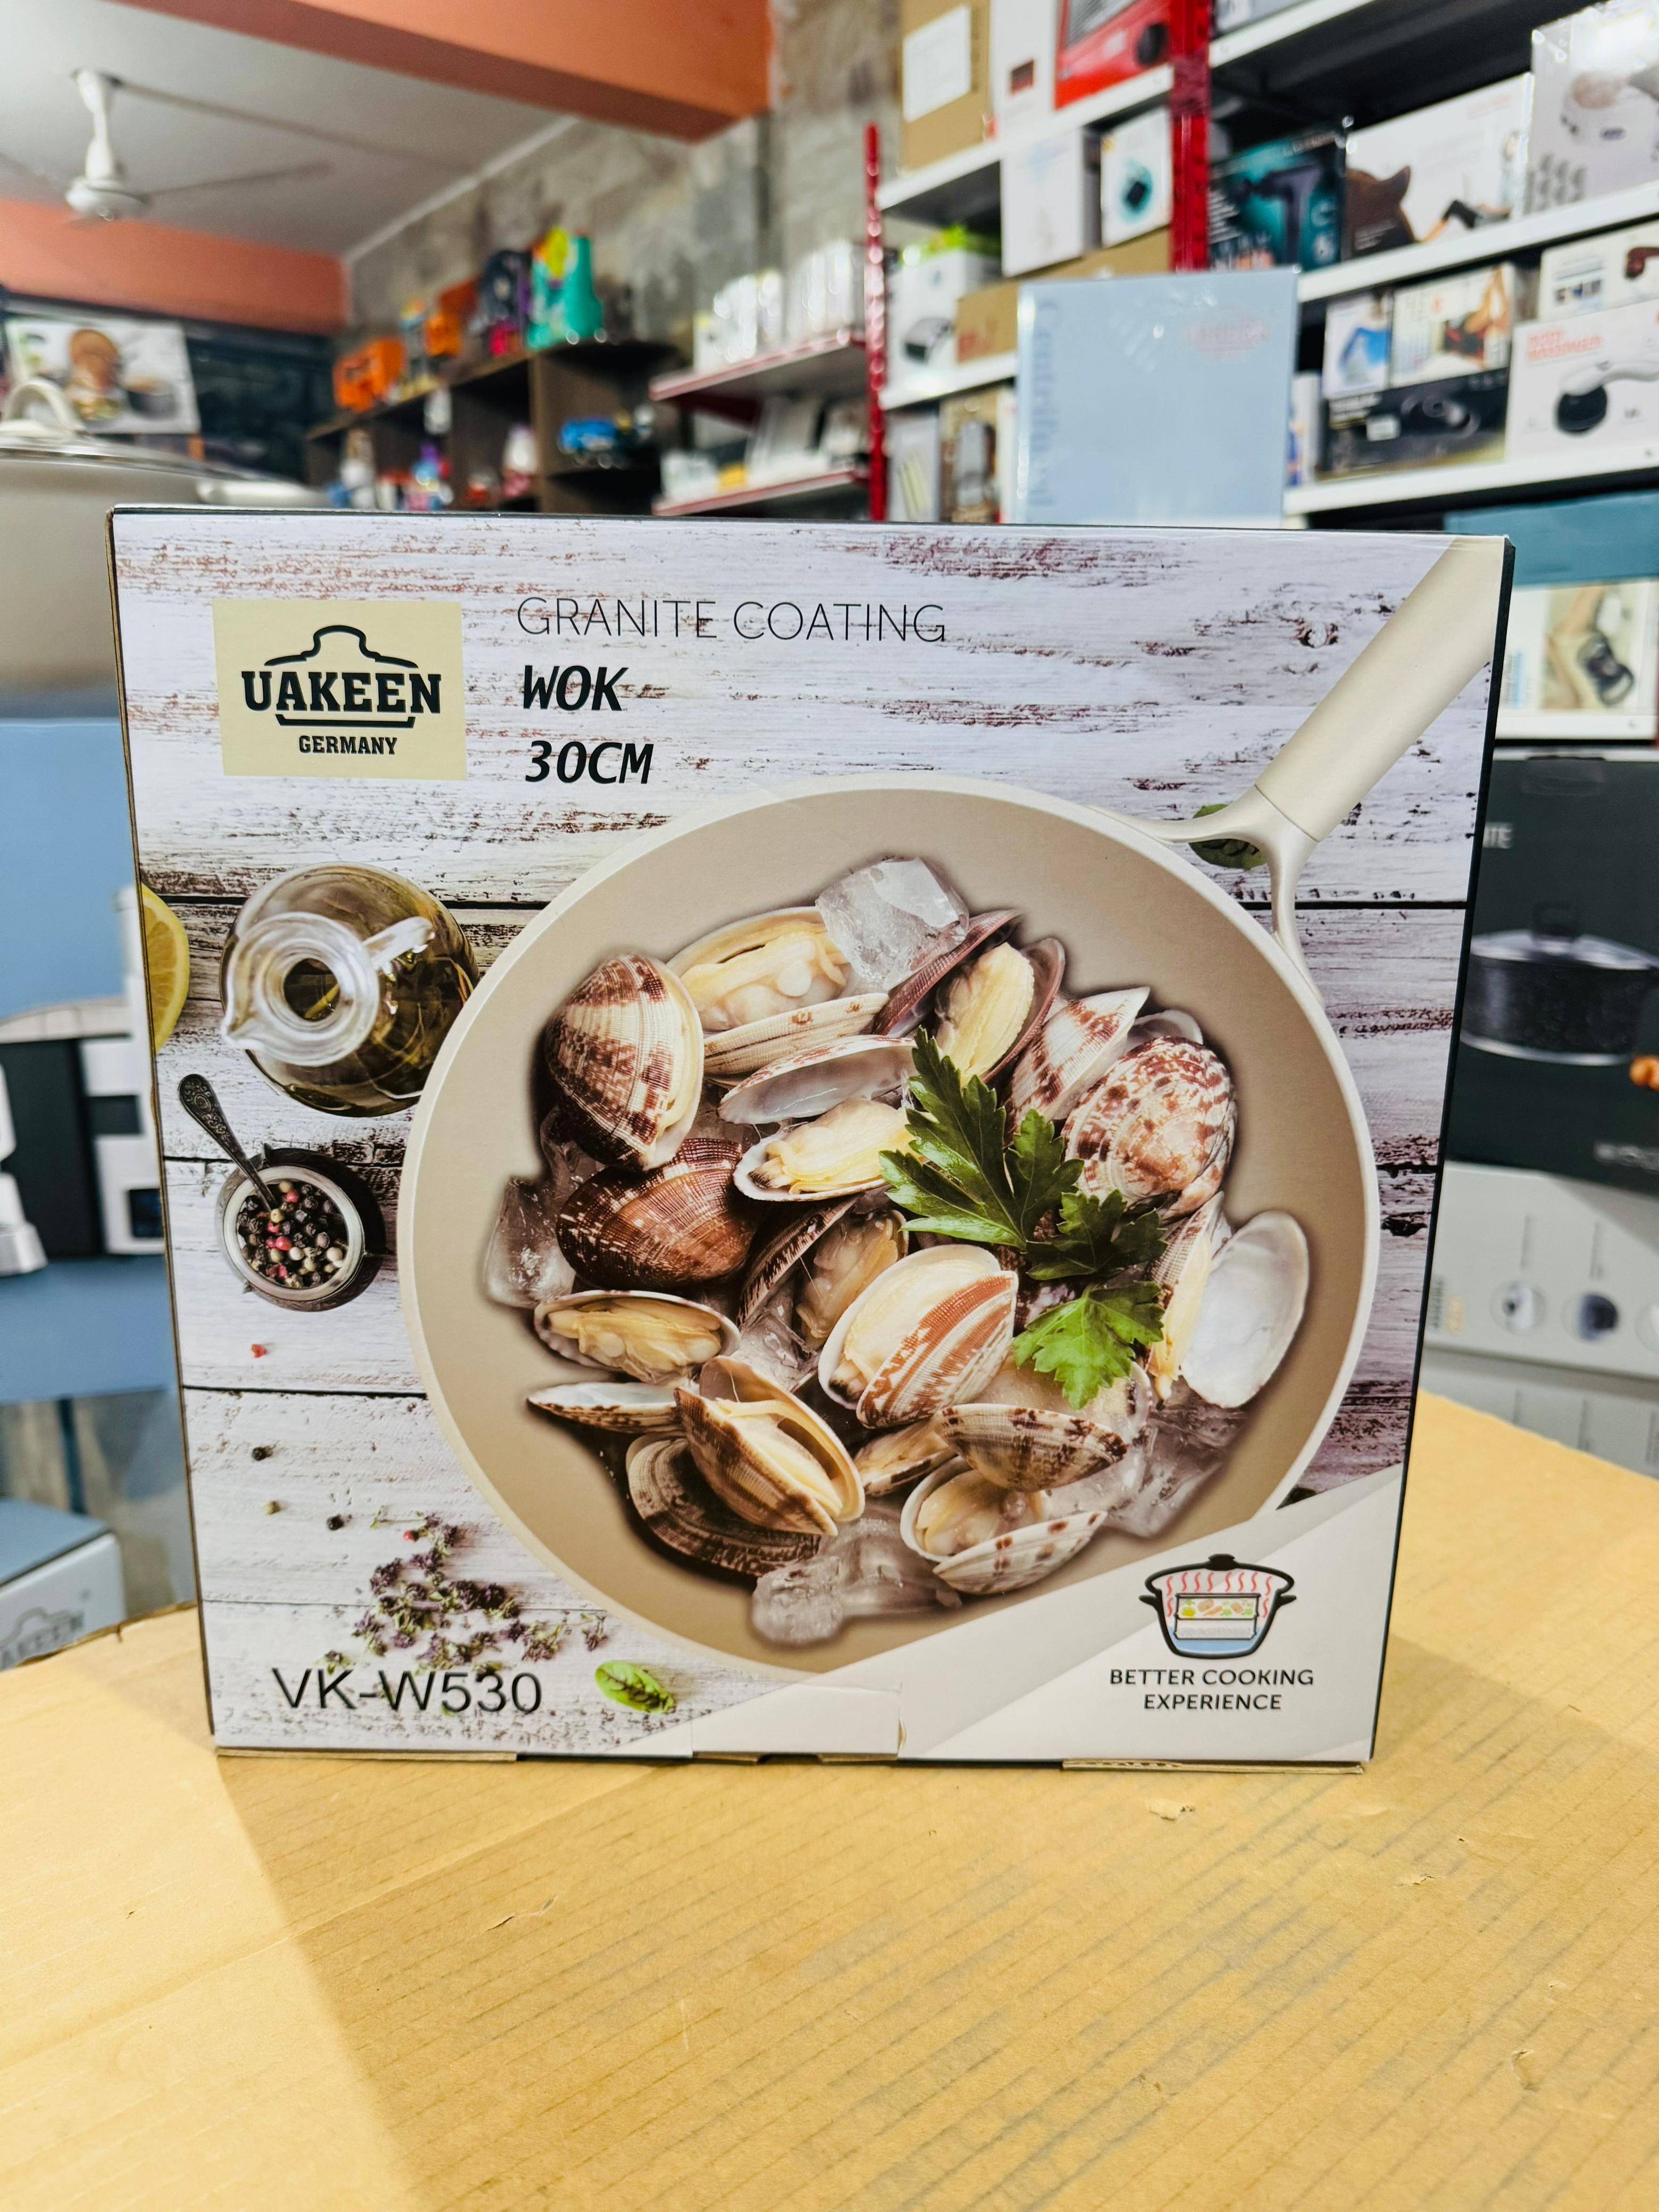 GRANITE COATING
UAKEEN
GERMANY
WOK
30CM
VK-W530
BETTER COOKING
EXPERIENCE